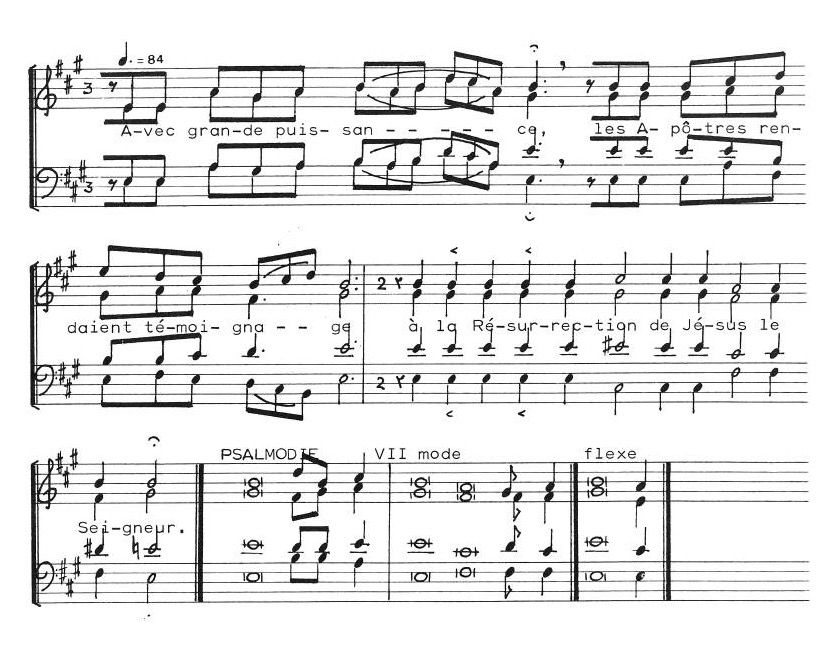 ♩. = 84
A-vec gran-de puis- san - - - - - ce, les A- pô-tres ren-
daient té-moi- gna - - ge à la Ré-sur-rec-tion de Jé-sus le
Sei-gneur.
PSALMODIE VII mode flexe